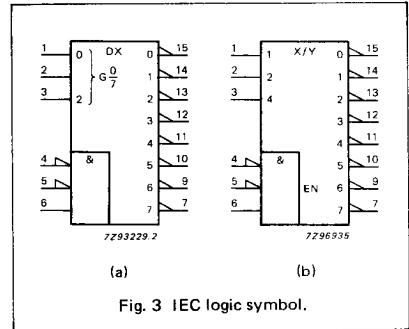 1 0 DX 0 15
2 G 0/7 1 14
3 2 2 13
3 12
4 11
4 & 5 10
5 6 9
6 7 7
7Z93229.2
(a)
1 1 X/Y 0 15
2 2 1 14
3 4 2 13
3 12
4 11
4 & 5 10
5 EN 6 9
6 7 7
7Z96935
(b)
Fig. 3 IEC logic symbol.